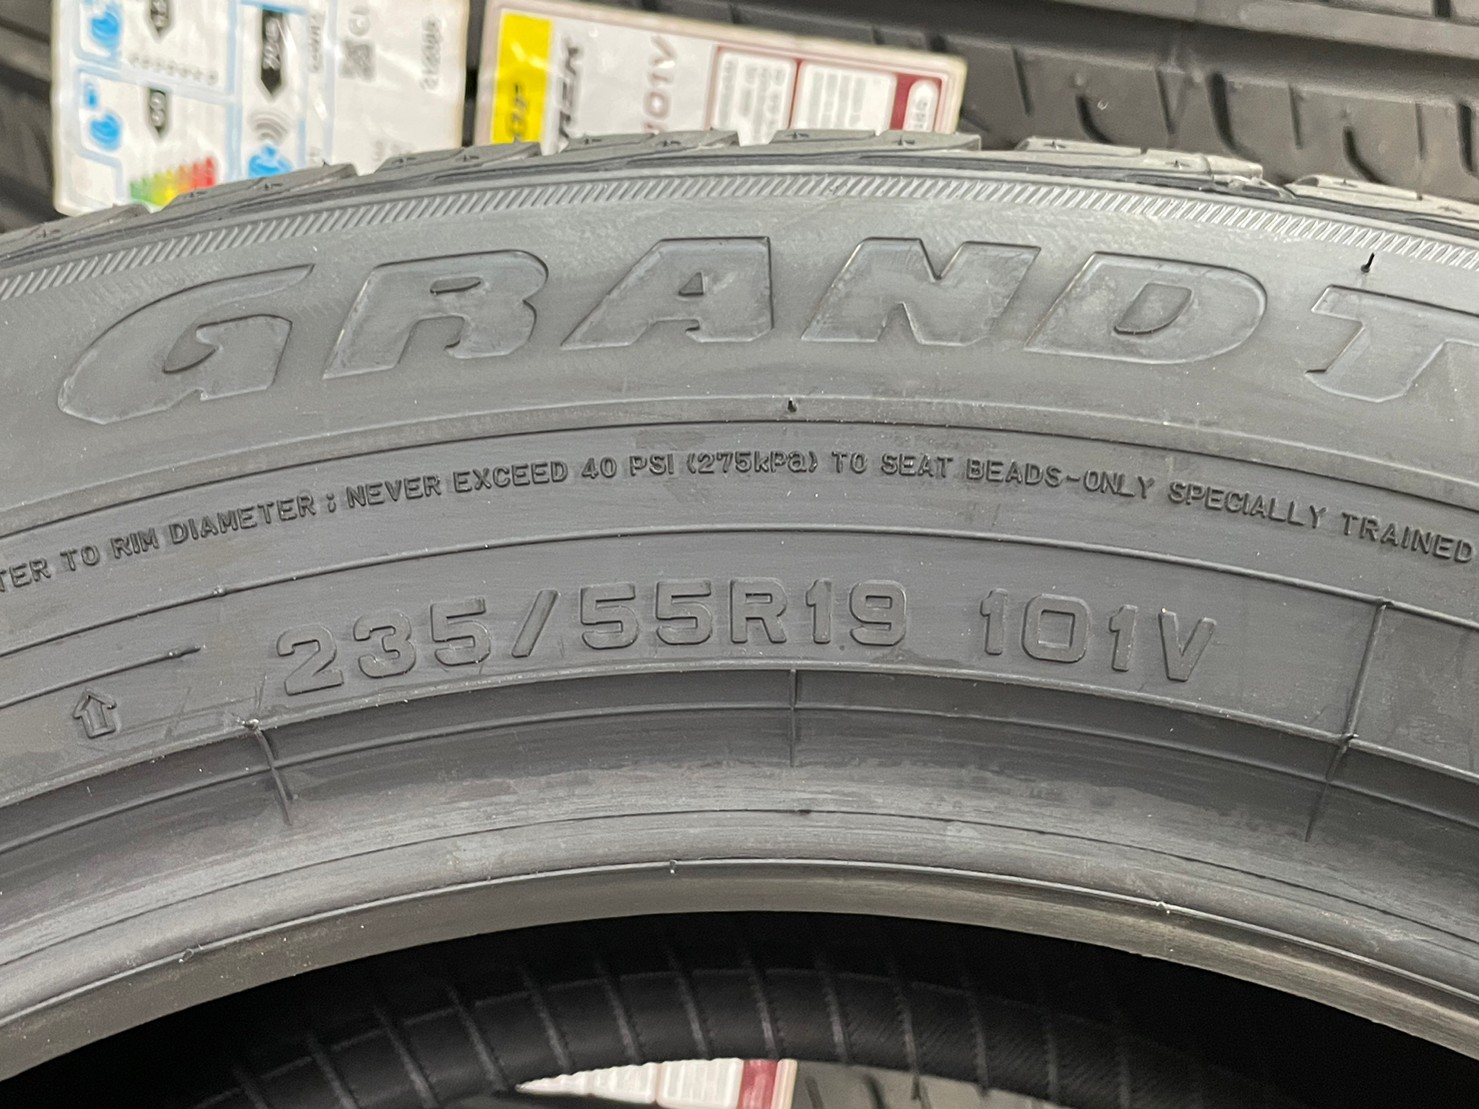 101V
GRANDT
TER TO RIM DIAMETER ; NEVER EXCEED 40 PSI (275kPa) TO SEAT BEADS-ONLY SPECIALLY TRAINED
235/55R19 101V